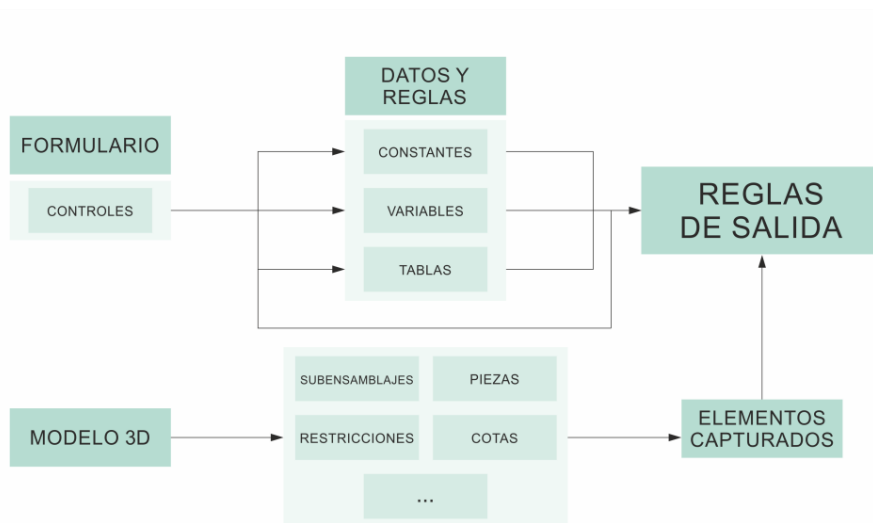 DATOS Y
REGLAS
FORMULARIO
CONTROLES
CONSTANTES
VARIABLES
TABLAS
REGLAS
DE SALIDA
MODELO 3D
SUBENSAMBLAJES
PIEZAS
RESTRICCIONES
COTAS
...
ELEMENTOS
CAPTURADOS